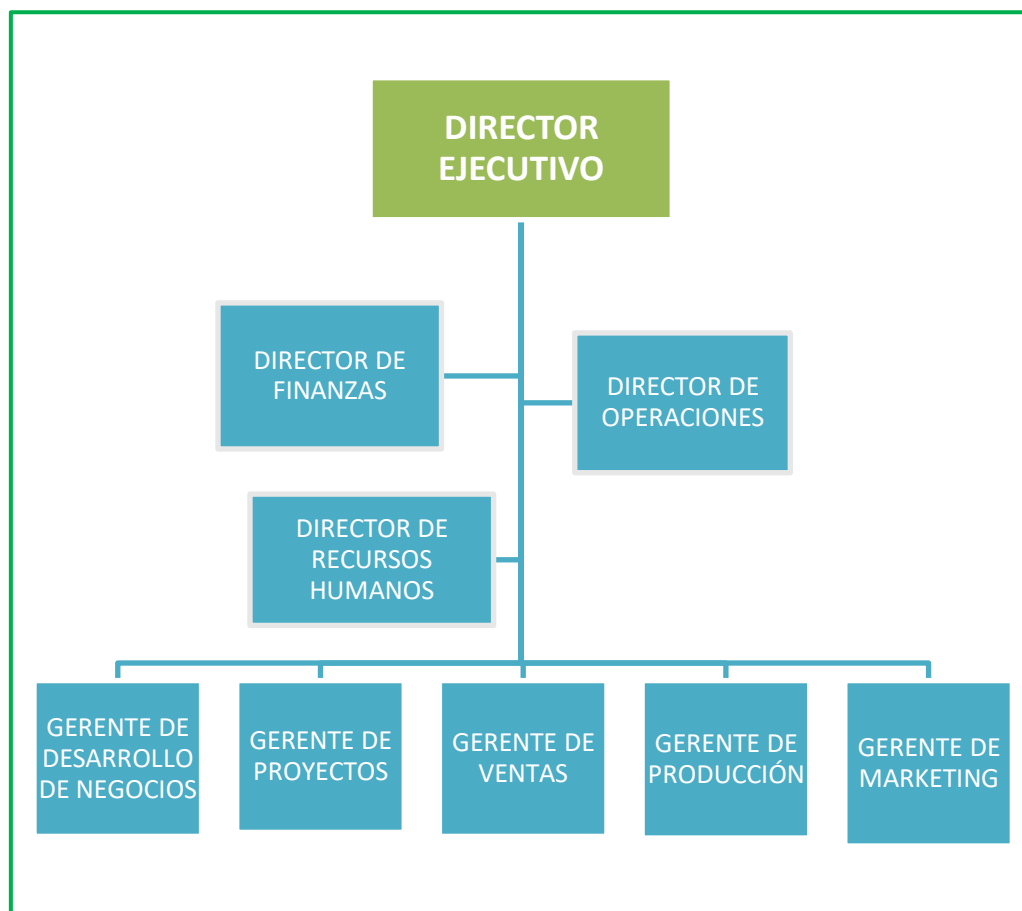 DIRECTOR
EJECUTIVO
DIRECTOR DE
FINANZAS
DIRECTOR DE
OPERACIONES
DIRECTOR DE
RECURSOS
HUMANOS
GERENTE DE
DESARROLLO
DE NEGOCIOS
GERENTE DE
PROYECTOS
GERENTE DE
VENTAS
GERENTE DE
PRODUCCIÓN
GERENTE DE
MARKETING